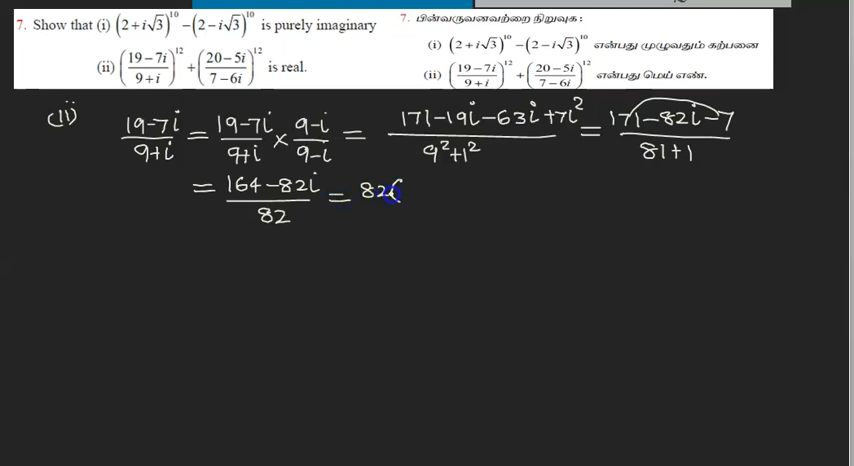 7. Show that (i) (2+i√3)^10 − (2−i√3)^10 is purely imaginary
(ii) ((19−7i)/(9+i))^12 + ((20−5i)/(7−6i))^12 is real.
7. பின்வருவனவற்றை நிறுவுக:
(i) (2+i√3)^10 − (2−i√3)^10 என்பது முழுவதும் கற்பனை
(ii) ((19−7i)/(9+i))^12 + ((20−5i)/(7−6i))^12 என்பது மெய் எண்.
(ii) (19−7i)/(9+i) = (19−7i)/(9+i) × (9−i)/(9−i) = (171−19i−63i+7i²)/(9²+1²) = (171−82i−7)/(81+1)
= (164−82i)/82 = 82(